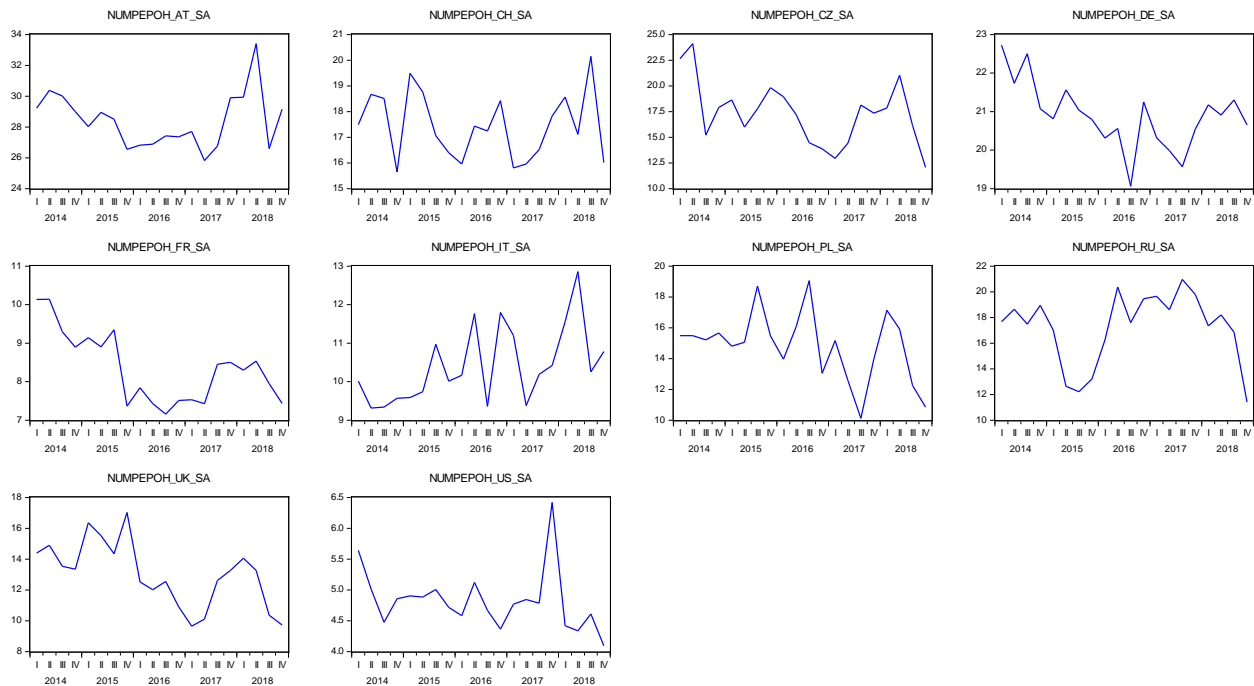 NUMPEPOH_AT_SA
34
32
30
28
26
24
I II III IV I II III IV I II III IV I II III IV I II III IV
2014 2015 2016 2017 2018
NUMPEPOH_CH_SA
21
20
19
18
17
16
15
I II III IV I II III IV I II III IV I II III IV I II III IV
2014 2015 2016 2017 2018
NUMPEPOH_CZ_SA
25.0
22.5
20.0
17.5
15.0
12.5
10.0
I II III IV I II III IV I II III IV I II III IV I II III IV
2014 2015 2016 2017 2018
NUMPEPOH_DE_SA
23
22
21
20
19
I II III IV I II III IV I II III IV I II III IV I II III IV
2014 2015 2016 2017 2018
NUMPEPOH_FR_SA
11
10
9
8
7
I II III IV I II III IV I II III IV I II III IV I II III IV
2014 2015 2016 2017 2018
NUMPEPOH_IT_SA
13
12
11
10
9
I II III IV I II III IV I II III IV I II III IV I II III IV
2014 2015 2016 2017 2018
NUMPEPOH_PL_SA
20
18
16
14
12
10
I II III IV I II III IV I II III IV I II III IV I II III IV
2014 2015 2016 2017 2018
NUMPEPOH_RU_SA
22
20
18
16
14
12
10
I II III IV I II III IV I II III IV I II III IV I II III IV
2014 2015 2016 2017 2018
NUMPEPOH_UK_SA
18
16
14
12
10
8
I II III IV I II III IV I II III IV I II III IV I II III IV
2014 2015 2016 2017 2018
NUMPEPOH_US_SA
6.5
6.0
5.5
5.0
4.5
4.0
I II III IV I II III IV I II III IV I II III IV I II III IV
2014 2015 2016 2017 2018